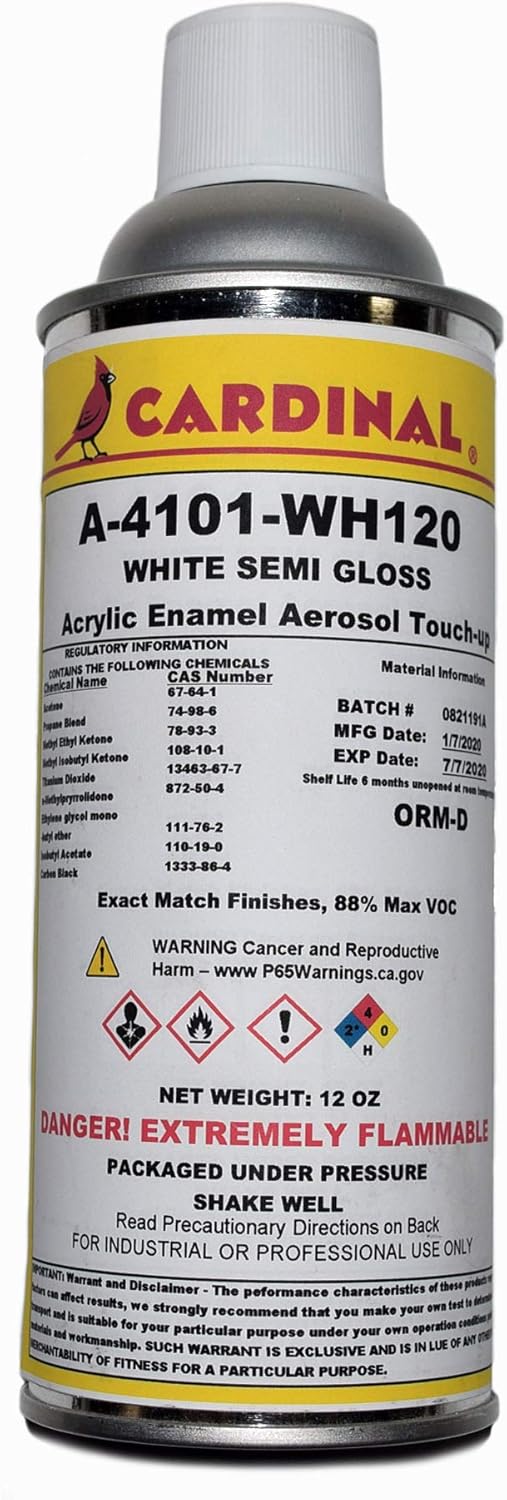 CARDINAL ®
A-4101-WH120
WHITE SEMI GLOSS
Acrylic Enamel Aerosol Touch-up
REGULATORY INFORMATION
CONTAINS THE FOLLOWING CHEMICALS
Chemical Name CAS Number
Acetone 67-64-1
Propane Blend 74-98-6
Methyl Ethyl Ketone 78-93-3
Methyl Isobutyl Ketone 108-10-1
Titanium Dioxide 13463-67-7
n-Methylpryrrolidone 872-50-4
Ethylene glycol mono
-butyl ether 111-76-2
Isobutyl Acetate 110-19-0
Carbon Black 1333-86-4
Material Information
BATCH # 0821191A
MFG Date: 1/7/2020
EXP Date: 7/7/2020
Shelf Life 6 months unopened at room
ORM-D
Exact Match Finishes, 88% Max VOC
WARNING Cancer and Reproductive
Harm – www.P65Warnings.ca.gov
4
2* 0
H
NET WEIGHT: 12 OZ
DANGER! EXTREMELY FLAMMABLE
PACKAGED UNDER PRESSURE
SHAKE WELL
Read Precautionary Directions on Back
FOR INDUSTRIAL OR PROFESSIONAL USE ONLY
IMPORTANT: Warrant and Disclaimer - The peformance characteristics of these products
factors can affect results, we strongly recommend that you make your own test to determine
transport and is suitable for your particular purpose under your own operation conditions
materials and workmanship. SUCH WARRANT IS EXCLUSIVE AND IS IN LUE OF ANY OTHER
MERCHANTABILITY OF FITNESS FOR A PARTICULAR PURPOSE.